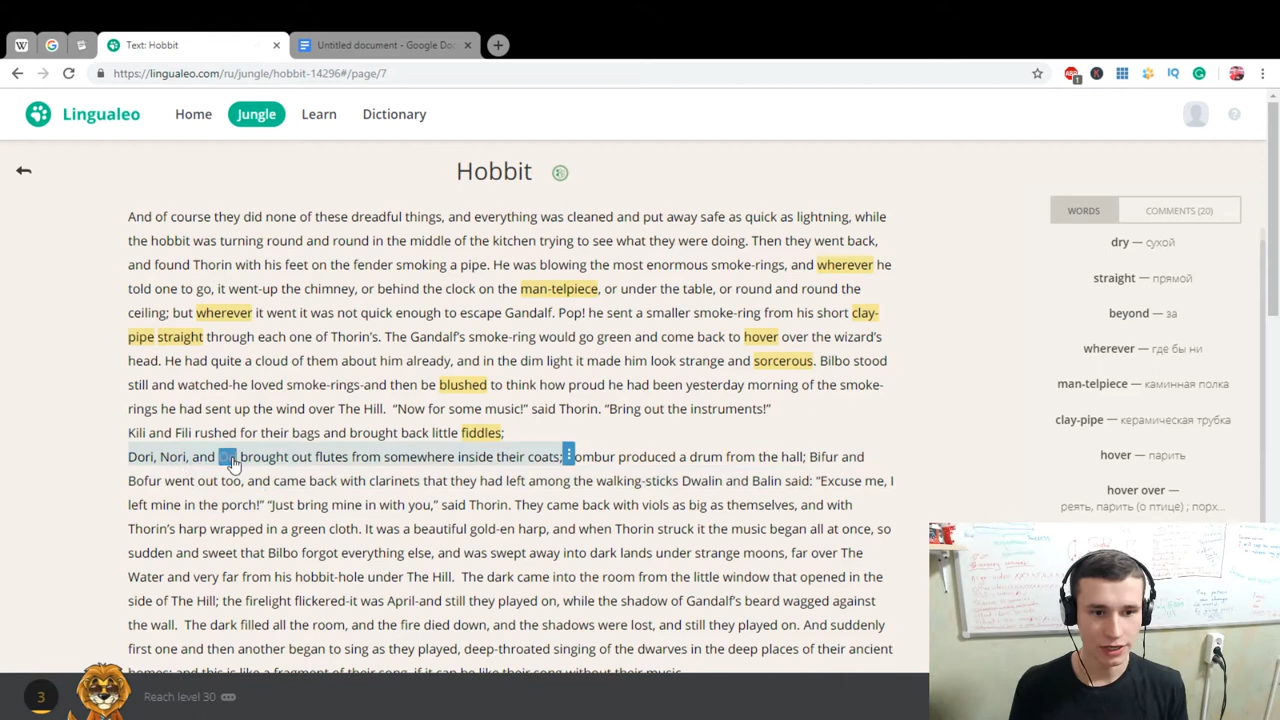 Text: Hobbit
Untitled document - Google Doc
https://lingualeo.com/ru/jungle/hobbit-14296#/page/7
Lingualeo Home Jungle Learn Dictionary
Hobbit
And of course they did none of these dreadful things, and everything was cleaned and put away safe as quick as lightning, while
the hobbit was turning round and round in the middle of the kitchen trying to see what they were doing. Then they went back,
and found Thorin with his feet on the fender smoking a pipe. He was blowing the most enormous smoke-rings, and wherever he
told one to go, it went-up the chimney, or behind the clock on the man-telpiece, or under the table, or round and round the
ceiling; but wherever it went it was not quick enough to escape Gandalf. Pop! he sent a smaller smoke-ring from his short clay-
pipe straight through each one of Thorin's. The Gandalf's smoke-ring would go green and come back to hover over the wizard's
head. He had quite a cloud of them about him already, and in the dim light it made him look strange and sorcerous. Bilbo stood
still and watched-he loved smoke-rings-and then be blushed to think how proud he had been yesterday morning of the smoke-
rings he had sent up the wind over The Hill. “Now for some music!” said Thorin. “Bring out the instruments!”
Kili and Fili rushed for their bags and brought back little fiddles;
Dori, Nori, and brought out flutes from somewhere inside their coats; ombur produced a drum from the hall; Bifur and
Bofur went out too, and came back with clarinets that they had left among the walking-sticks Dwalin and Balin said: “Excuse me, I
left mine in the porch!” “Just bring mine in with you,” said Thorin. They came back with viols as big as themselves, and with
Thorin's harp wrapped in a green cloth. It was a beautiful gold-en harp, and when Thorin struck it the music began all at once, so
sudden and sweet that Bilbo forgot everything else, and was swept away into dark lands under strange moons, far over The
Water and very far from his hobbit-hole under The Hill. The dark came into the room from the little window that opened in the
side of The Hill; the firelight flickered-it was April-and still they played on, while the shadow of Gandalf's beard wagged against
the wall. The dark filled all the room, and the fire died down, and the shadows were lost, and still they played on. And suddenly
first one and then another began to sing as they played, deep-throated singing of the dwarves in the deep places of their ancient
homes; and this is like a fragment of their song, if it can be like their song without their music.
WORDS
COMMENTS (20)
dry — сухой
straight — прямой
beyond — за
wherever — где бы ни
man-telpiece — каминная полка
clay-pipe — керамическая трубка
hover — парить
hover over —
реять, парить (о птице) ; порх...
3 Reach level 30